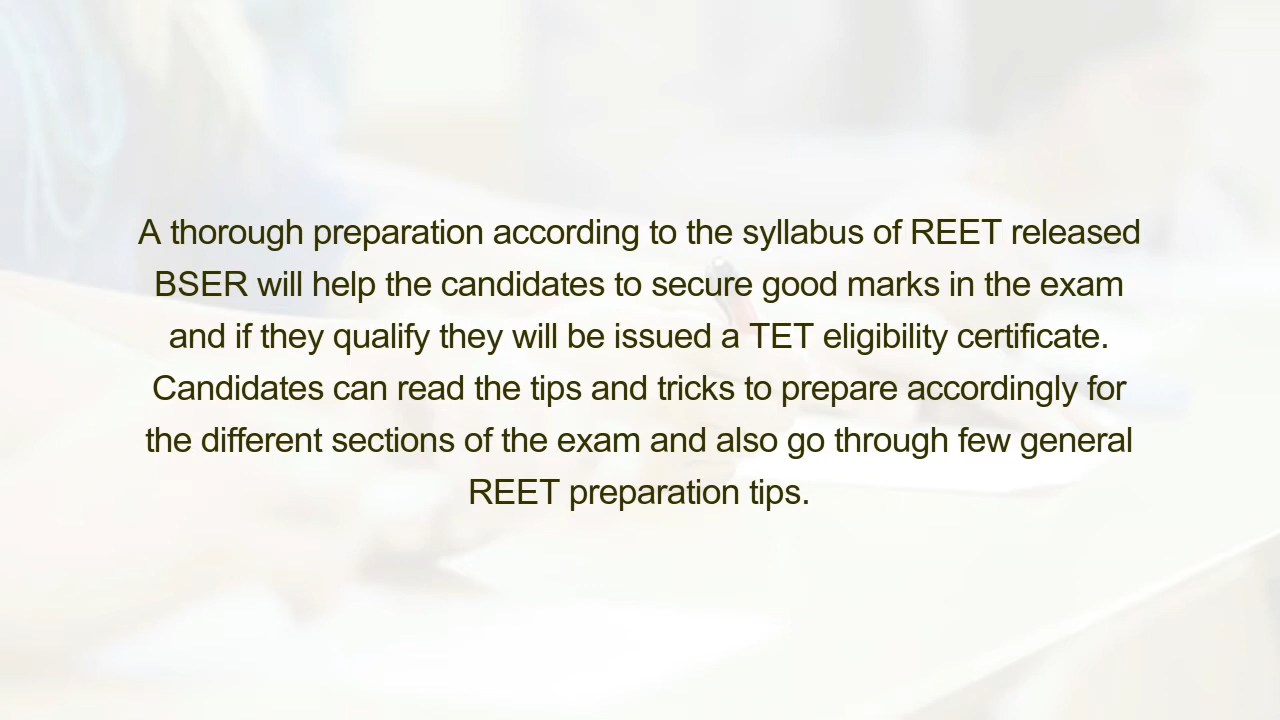 A thorough preparation according to the syllabus of REET released
BSER will help the candidates to secure good marks in the exam
and if they qualify they will be issued a TET eligibility certificate.
Candidates can read the tips and tricks to prepare accordingly for
the different sections of the exam and also go through few general
REET preparation tips.